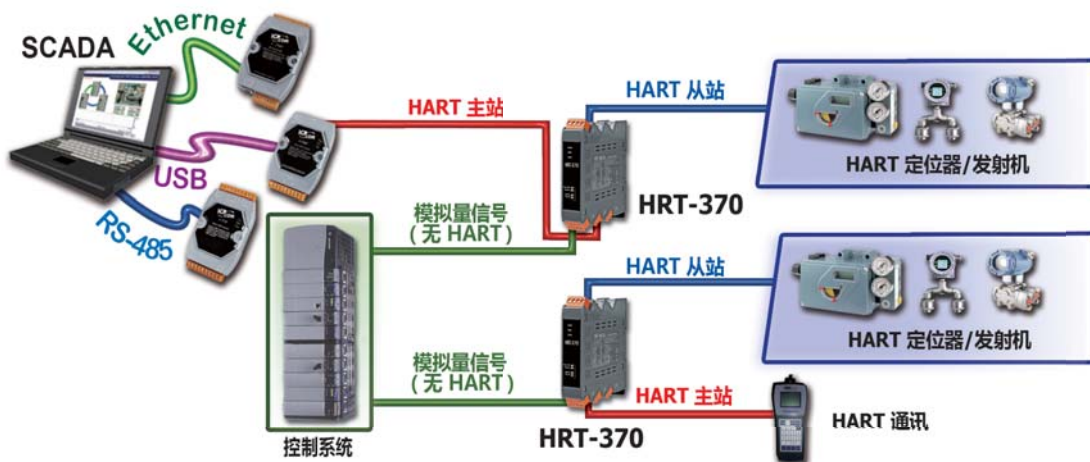 SCADA
Ethernet
USB
RS-485
HART 主站
HART 从站
HRT-370
HART 定位器/发射机
模拟量信号
(无 HART)
HART 从站
HART 定位器/发射机
模拟量信号
(无 HART)
HART 主站
HRT-370
HART 通讯
控制系统